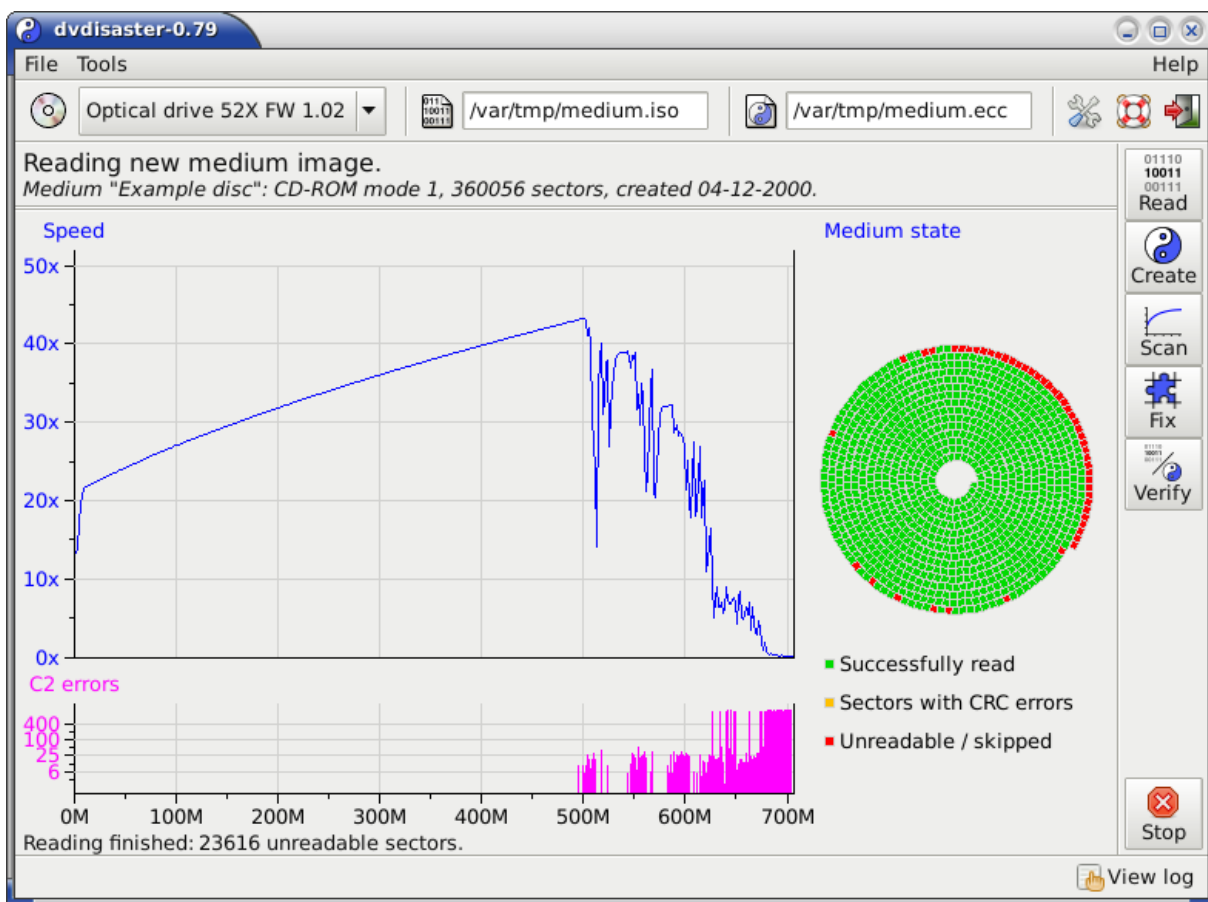 dvdisaster-0.79
File Tools Help
Optical drive 52X FW 1.02 /var/tmp/medium.iso /var/tmp/medium.ecc
Reading new medium image.
Medium "Example disc": CD-ROM mode 1, 360056 sectors, created 04-12-2000.
Speed
50x
40x
30x
20x
10x
0x
C2 errors
400
100
25
6
0M 100M 200M 300M 400M 500M 600M 700M
Reading finished: 23616 unreadable sectors.
Medium state
Successfully read
Sectors with CRC errors
Unreadable / skipped
01110
10011
00111
Read
Create
Scan
Fix
Verify
Stop
View log